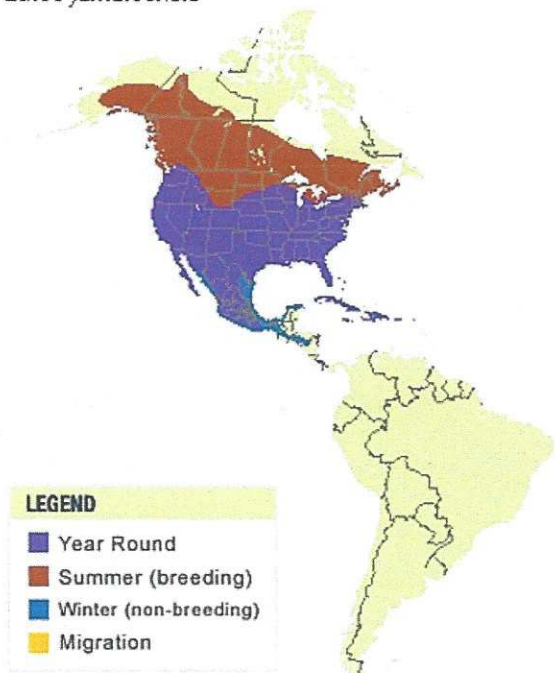 LEGEND
Year Round
Summer (breeding)
Winter (non-breeding)
Migration